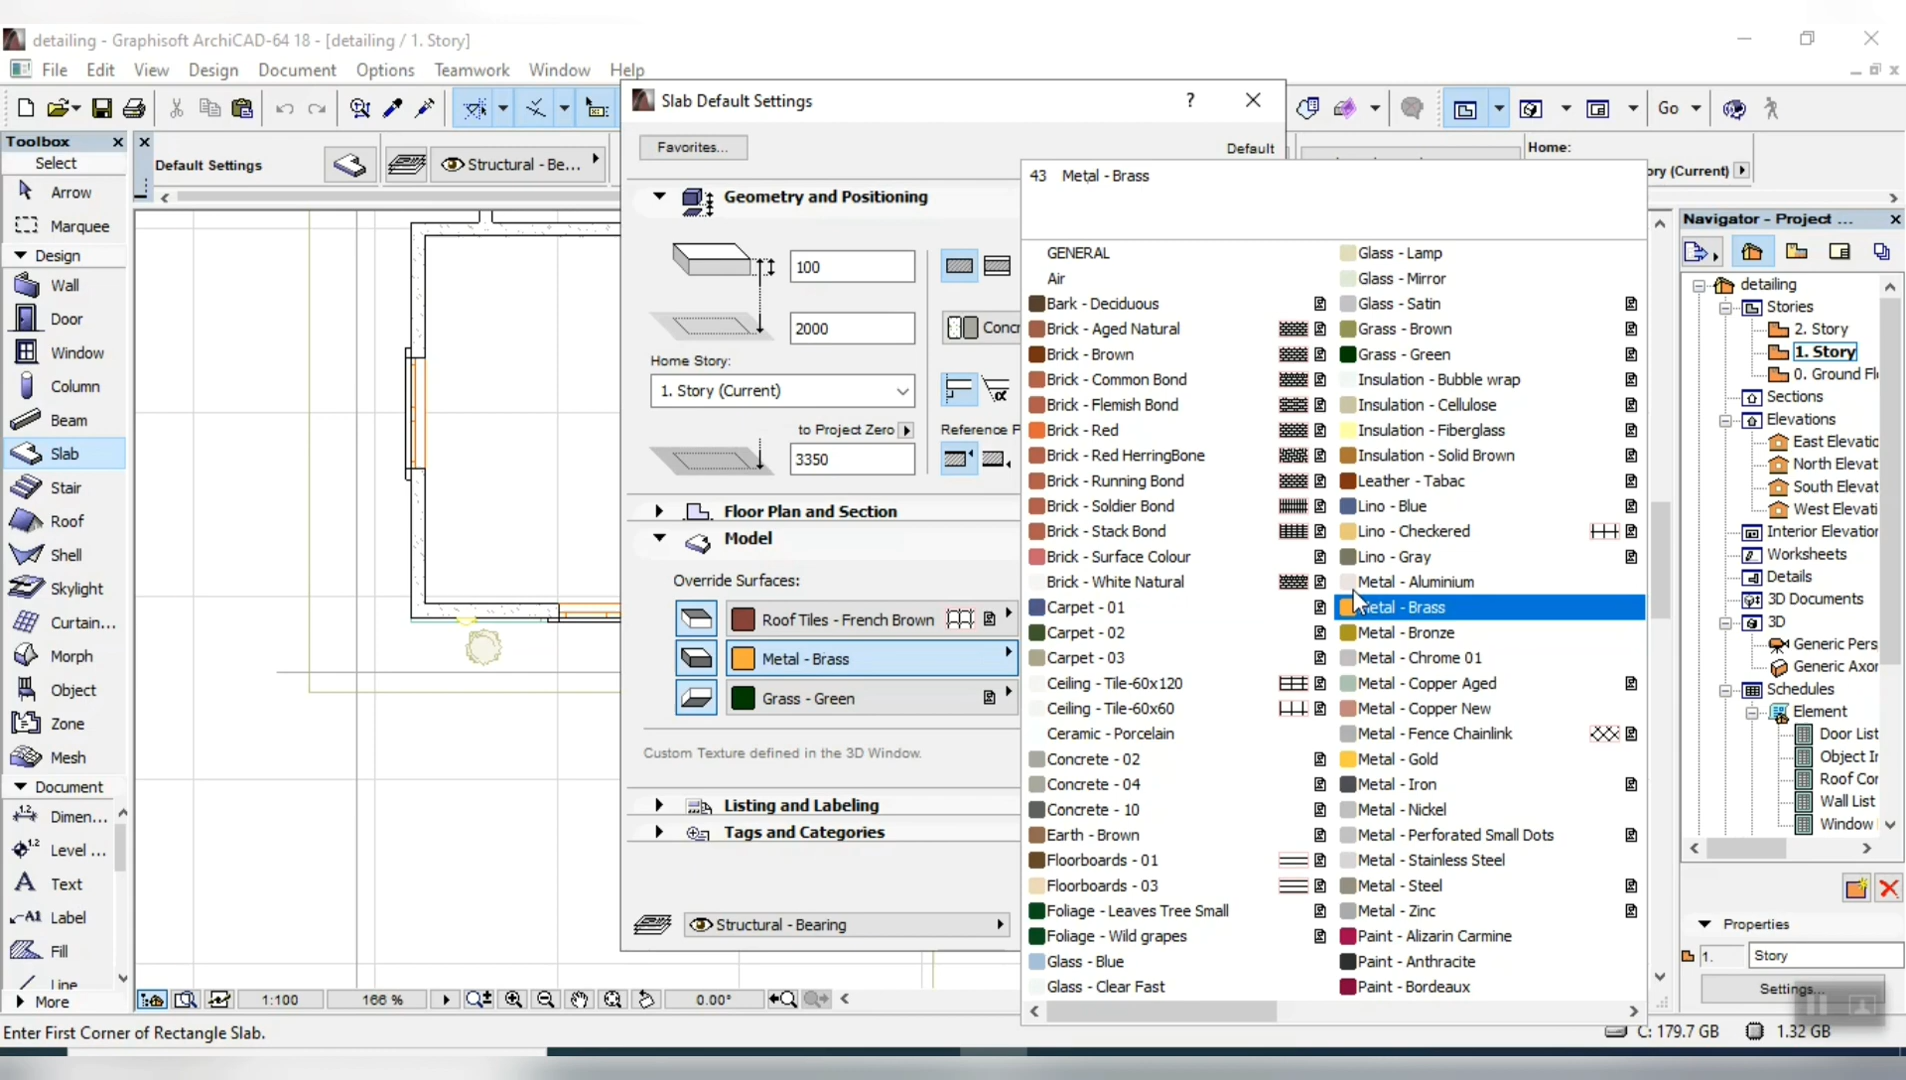 detailing - Graphisoft ArchiCAD-64 18 - [detailing / 1. Story]
File Edit View Design Document Options Teamwork Window Help
Go
Toolbox
Select
Arrow
Marquee
Design
Wall
Door
Window
Column
Beam
Slab
Stair
Roof
Shell
Skylight
Curtain...
Morph
Object
Zone
Mesh
Document
Dimen...
Level ...
Text
Label
Fill
Line
More
Default Settings
Structural - Be...
Home:
ory (Current)
Slab Default Settings
?
Favorites...
Default
Geometry and Positioning
100
2000
Concr
Home Story:
1. Story (Current)
to Project Zero
Reference P
3350
Floor Plan and Section
Model
Override Surfaces:
Roof Tiles - French Brown
Metal - Brass
Grass - Green
Custom Texture defined in the 3D Window.
Listing and Labeling
Tags and Categories
Structural - Bearing
43 Metal - Brass
GENERAL
Air
Bark - Deciduous
Brick - Aged Natural
Brick - Brown
Brick - Common Bond
Brick - Flemish Bond
Brick - Red
Brick - Red HerringBone
Brick - Running Bond
Brick - Soldier Bond
Brick - Stack Bond
Brick - Surface Colour
Brick - White Natural
Carpet - 01
Carpet - 02
Carpet - 03
Ceiling - Tile-60x120
Ceiling - Tile-60x60
Ceramic - Porcelain
Concrete - 02
Concrete - 04
Concrete - 10
Earth - Brown
Floorboards - 01
Floorboards - 03
Foliage - Leaves Tree Small
Foliage - Wild grapes
Glass - Blue
Glass - Clear Fast
Glass - Lamp
Glass - Mirror
Glass - Satin
Grass - Brown
Grass - Green
Insulation - Bubble wrap
Insulation - Cellulose
Insulation - Fiberglass
Insulation - Solid Brown
Leather - Tabac
Lino - Blue
Lino - Checkered
Lino - Gray
Metal - Aluminium
Metal - Brass
Metal - Bronze
Metal - Chrome 01
Metal - Copper Aged
Metal - Copper New
Metal - Fence Chainlink
Metal - Gold
Metal - Iron
Metal - Nickel
Metal - Perforated Small Dots
Metal - Stainless Steel
Metal - Steel
Metal - Zinc
Paint - Alizarin Carmine
Paint - Anthracite
Paint - Bordeaux
Navigator - Project ...
detailing
Stories
2. Story
1. Story
0. Ground Fl
Sections
Elevations
East Elevatio
North Elevat
South Elevat
West Elevati
Interior Elevation
Worksheets
Details
3D Documents
3D
Generic Pers
Generic Axor
Schedules
Element
Door List
Object In
Roof Cor
Wall List
Window
Properties
1. Story
Settings...
1:100 166 % 0.00°
Enter First Corner of Rectangle Slab.
C: 179.7 GB 1.32 GB